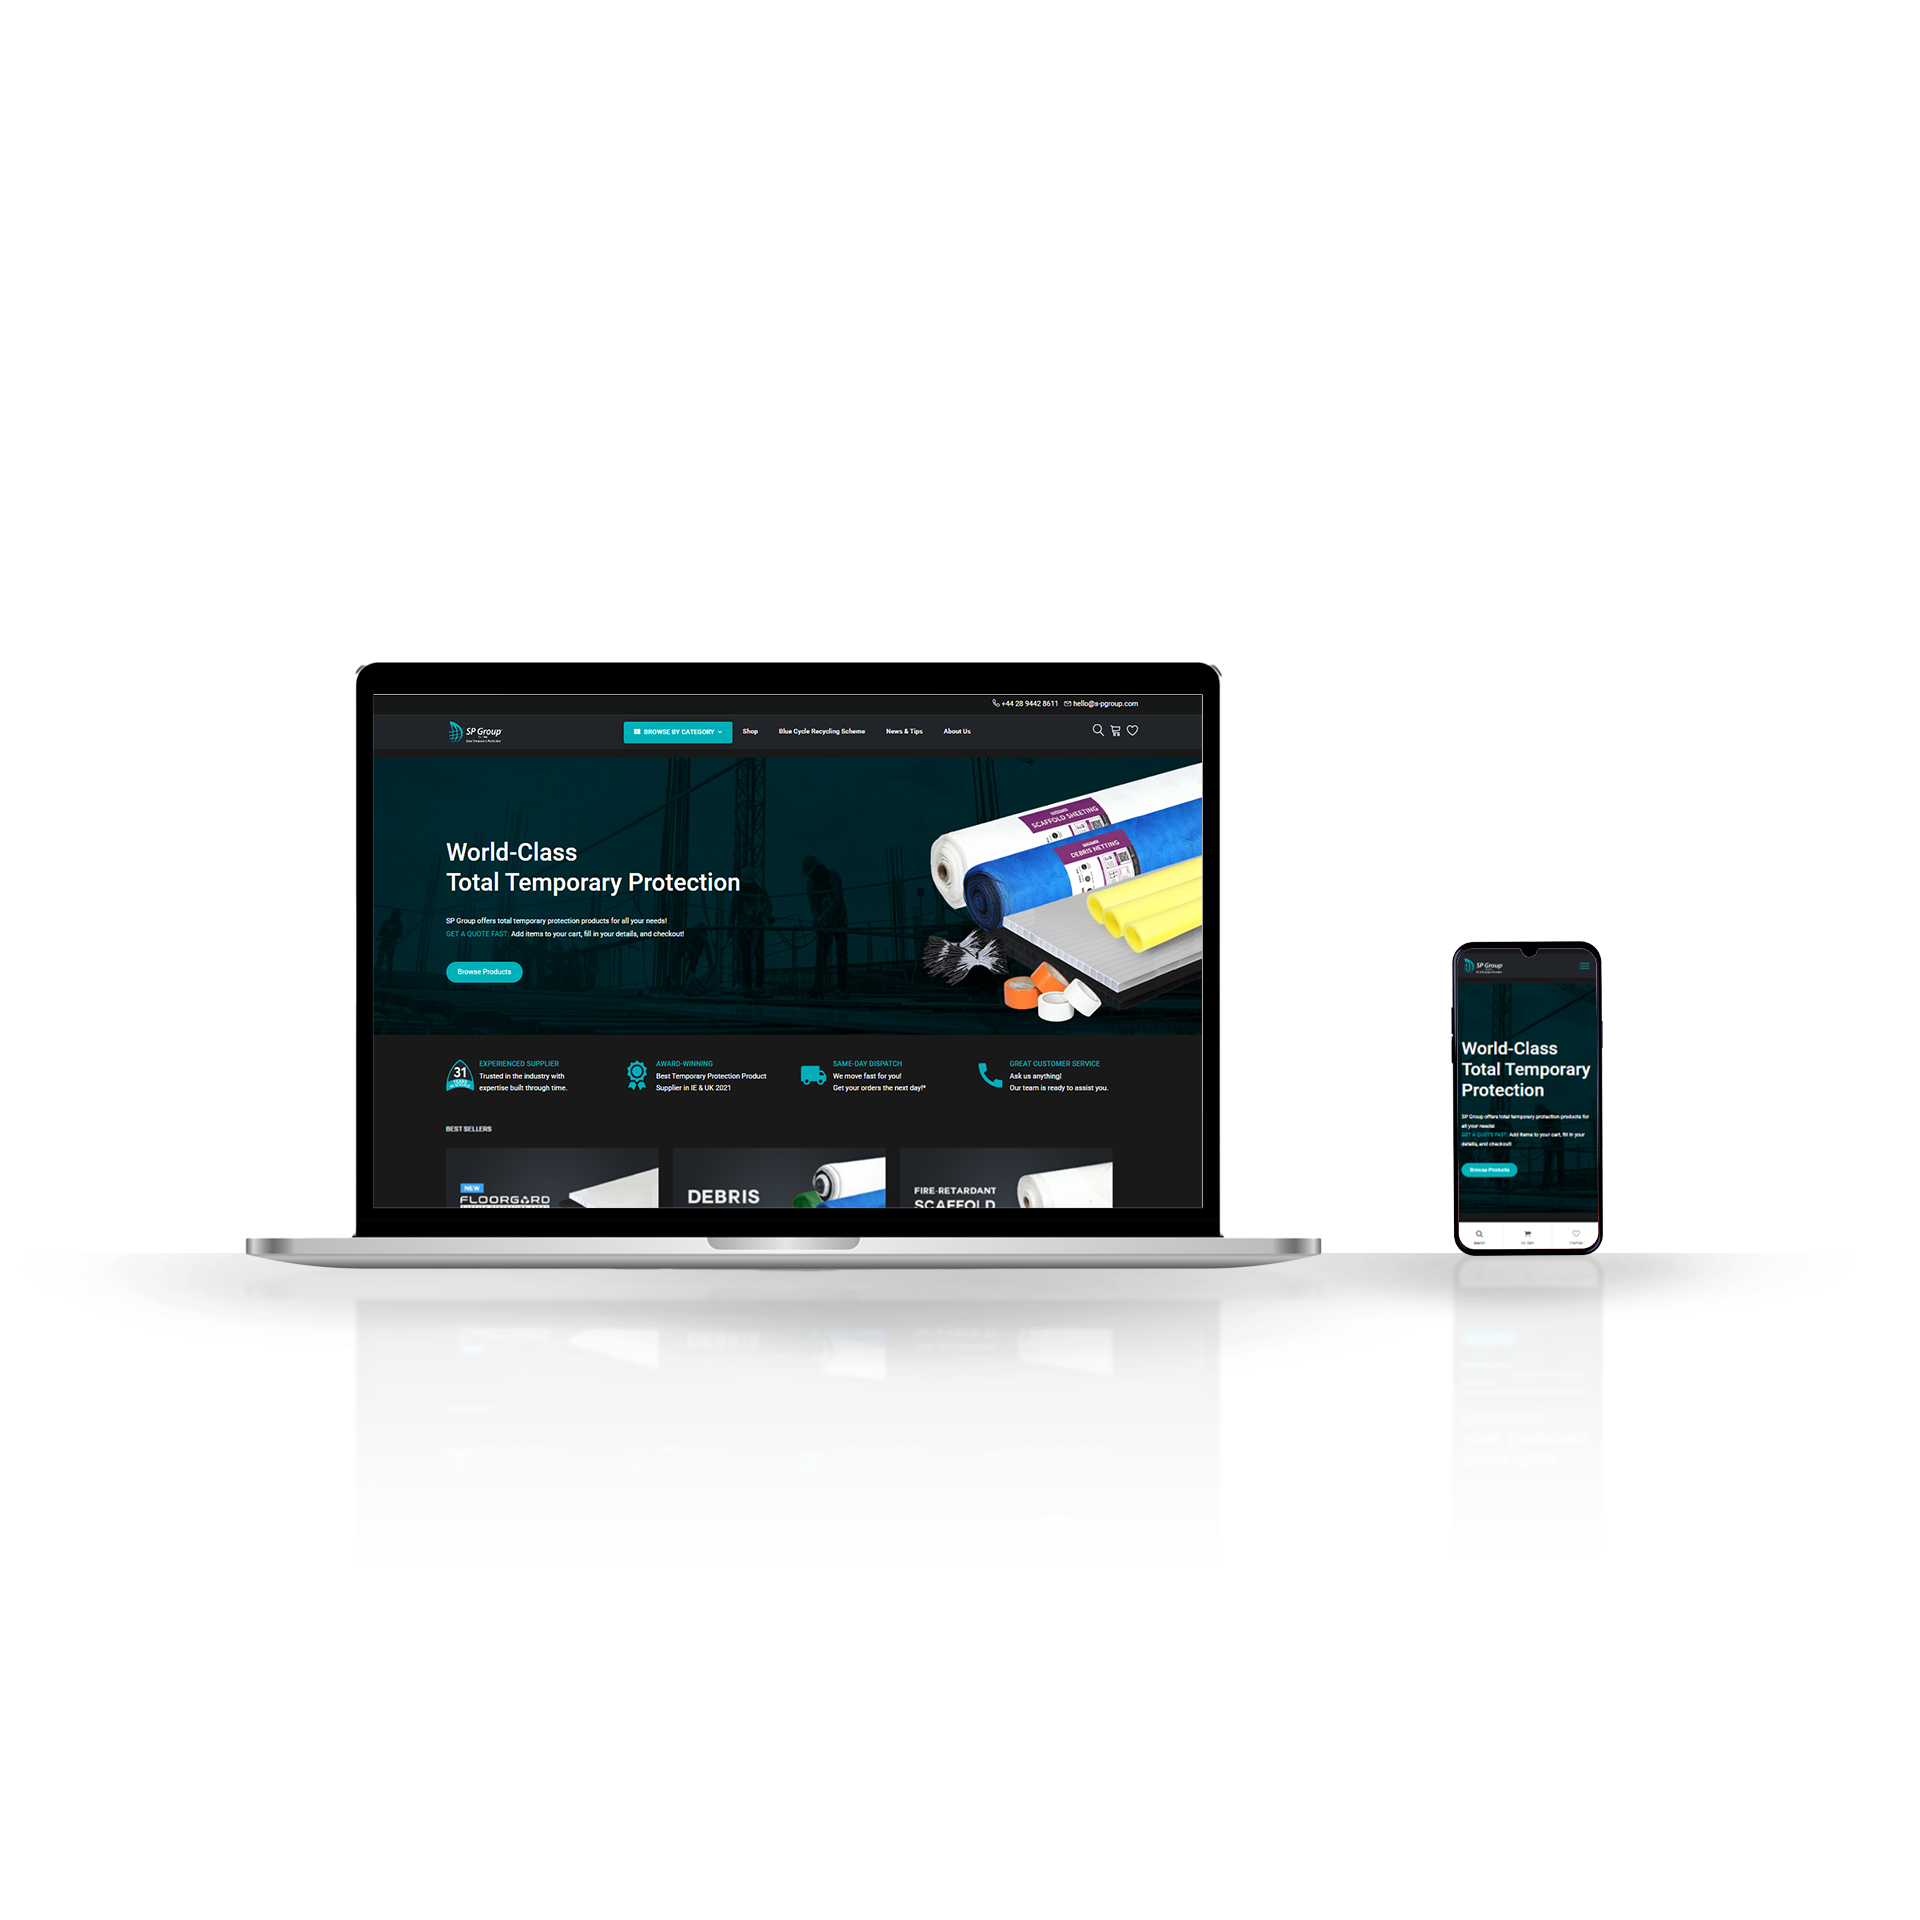 +44 28 9442 8611 hello@s-pgroup.com
SP Group
BROWSE BY CATEGORY
Shop
Blue Cycle Recycling Scheme
News & Tips
About Us
World-Class
Total Temporary Protection
SP Group offers total temporary protection products for all your needs!
GET A QUOTE FAST: Add items to your cart, fill in your details, and checkout!
Browse Products
SCAFFOLD SHEETING
DEBRIS NETTING
31
EXPERIENCED SUPPLIER
Trusted in the industry with
expertise built through time.
AWARD-WINNING
Best Temporary Protection Product
Supplier in IE & UK 2021
SAME-DAY DISPATCH
We move fast for you!
Get your orders the next day!*
GREAT CUSTOMER SERVICE
Ask us anything!
Our team is ready to assist you.
BEST SELLERS
NEW
FLOORGARD
DEBRIS
FIRE-RETARDANT
SCAFFOLD
SP Group
World-Class
Total Temporary
Protection
SP Group offers total temporary protection products for
all your needs!
GET A QUOTE FAST: Add items to your cart, fill in your
details, and checkout!
Browse Products
Search
My Cart
Wishlist